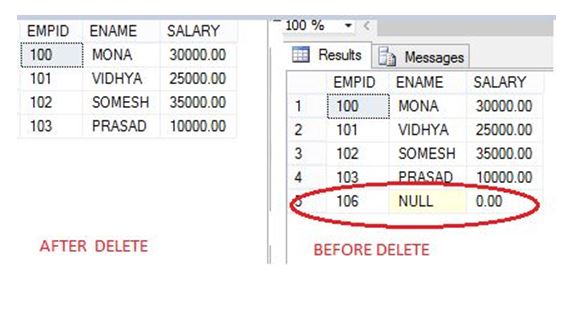 EMPID ENAME SALARY
100 MONA 30000.00
101 VIDHYA 25000.00
102 SOMESH 35000.00
103 PRASAD 10000.00
AFTER DELETE
100 %
Results Messages
EMPID ENAME SALARY
1 100 MONA 30000.00
2 101 VIDHYA 25000.00
3 102 SOMESH 35000.00
4 103 PRASAD 10000.00
5 106 NULL 0.00
BEFORE DELETE